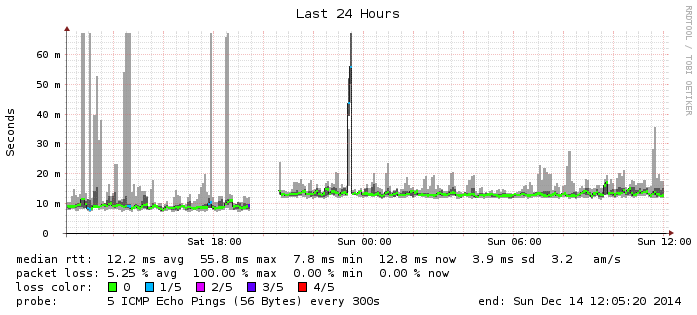 Last 24 Hours
RRDTOOL / TOBI OETIKER
Seconds
60 m
50 m
40 m
30 m
20 m
10 m
0
Sat 18:00 Sun 00:00 Sun 06:00 Sun 12:00
median rtt: 12.2 ms avg 55.8 ms max 7.8 ms min 12.8 ms now 3.9 ms sd 3.2 am/s
packet loss: 5.25 % avg 100.00 % max 0.00 % min 0.00 % now
loss color: 0 1/5 2/5 3/5 4/5
probe: 5 ICMP Echo Pings (56 Bytes) every 300s end: Sun Dec 14 12:05:20 2014